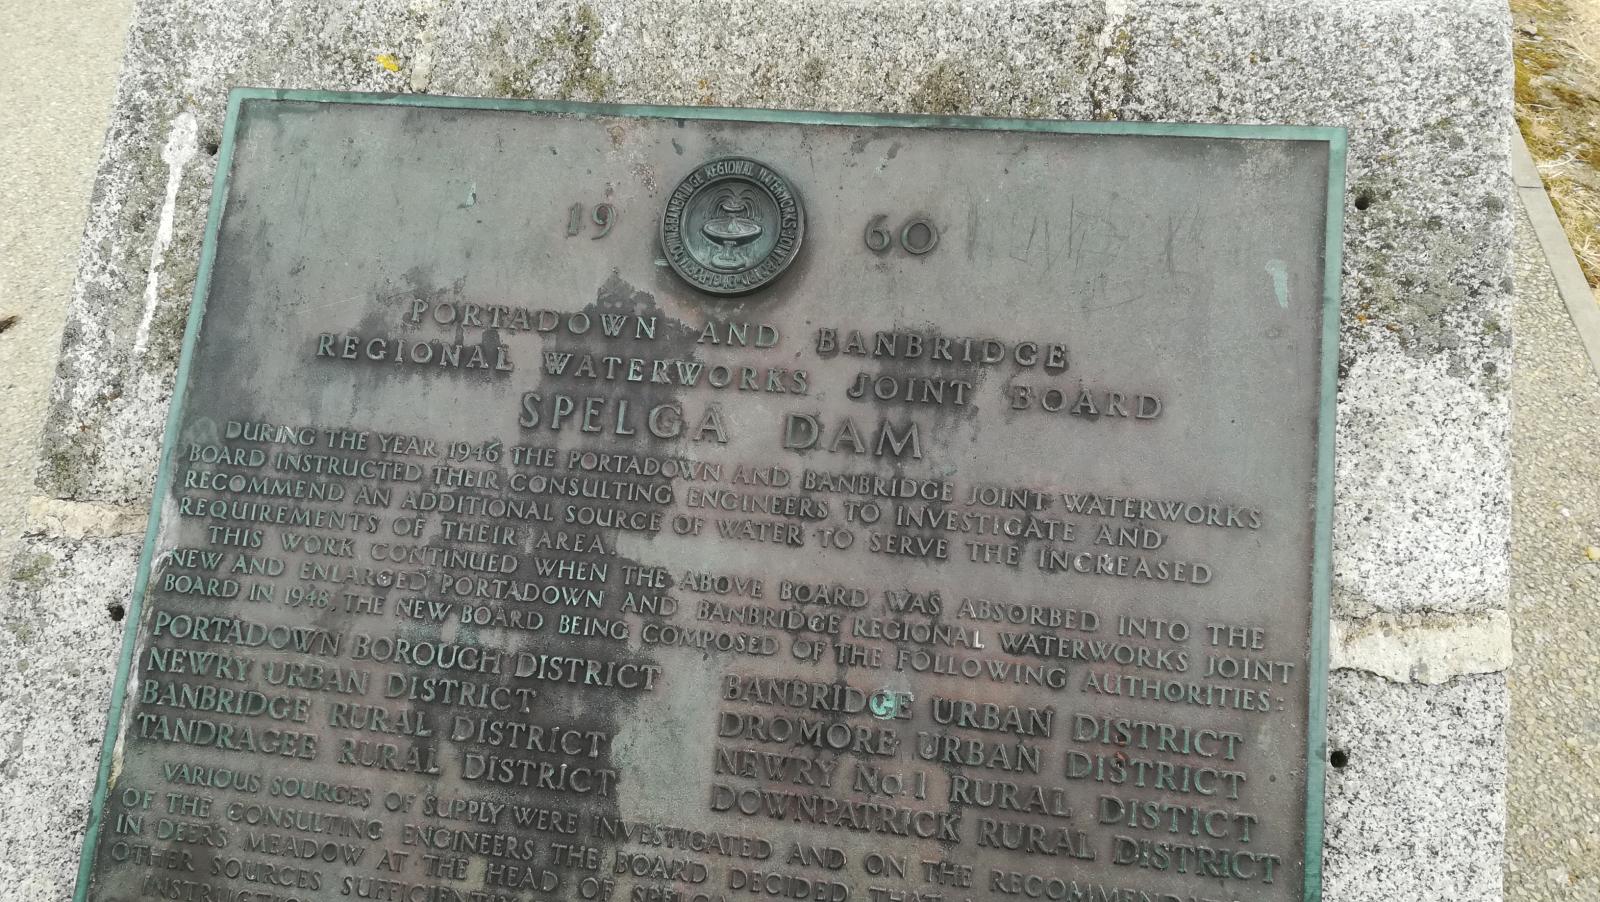 19 60
PORTADOWN AND BANBRIDGE
REGIONAL WATERWORKS JOINT BOARD
SPELGA DAM
DURING THE YEAR 1946 THE PORTADOWN AND BANBRIDGE JOINT WATERWORKS
BOARD INSTRUCTED THEIR CONSULTING ENGINEERS TO INVESTIGATE AND
RECOMMEND AN ADDITIONAL SOURCE OF WATER TO SERVE THE INCREASED
REQUIREMENTS OF THEIR AREA.
THIS WORK CONTINUED WHEN THE ABOVE BOARD WAS ABSORBED INTO THE
NEW AND ENLARGED PORTADOWN AND BANBRIDGE REGIONAL WATERWORKS JOINT
BOARD IN 1948, THE NEW BOARD BEING COMPOSED OF THE FOLLOWING AUTHORITIES:
PORTADOWN BOROUGH DISTRICT
NEWRY URBAN DISTRICT
BANBRIDGE RURAL DISTRICT
TANDRAGEE RURAL DISTRICT
BANBRIDGE URBAN DISTRICT
DROMORE URBAN DISTRICT
NEWRY No.1 RURAL DISTICT
DOWNPATRICK RURAL DISTRICT
VARIOUS SOURCES OF SUPPLY WERE INVESTIGATED AND ON THE
OF THE CONSULTING ENGINEERS THE BOARD DECIDED THAT
IN DEER'S MEADOW AT THE HEAD OF
OTHER SOURCES